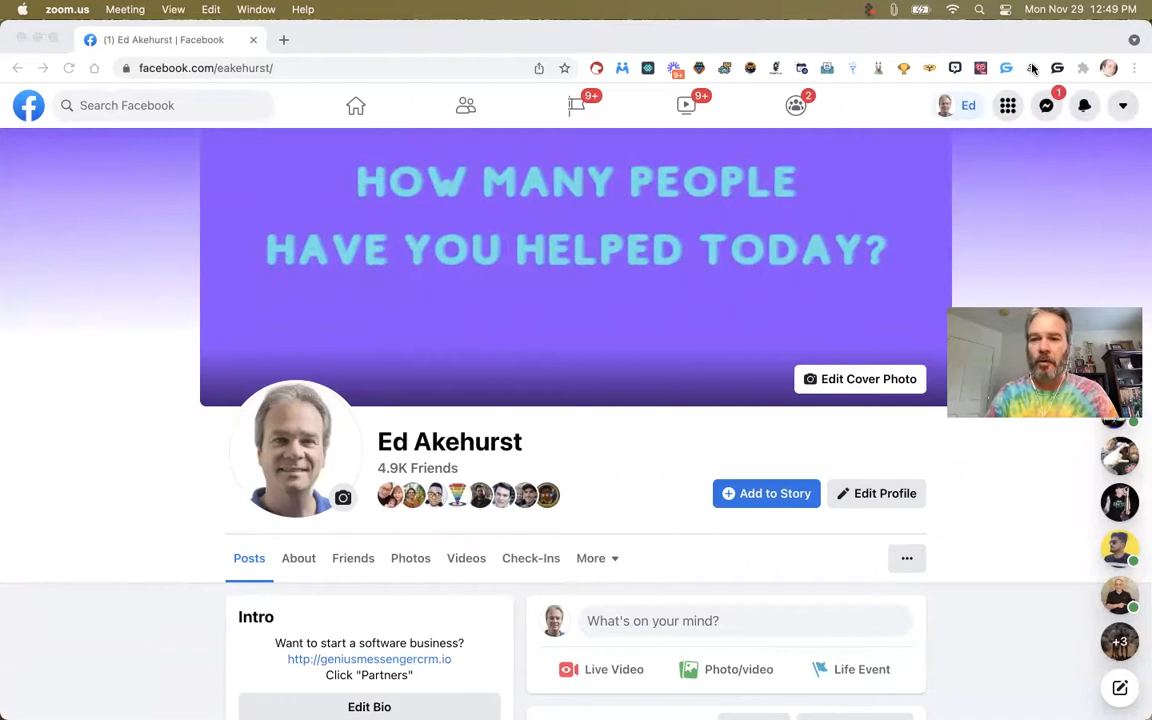 zoom.us Meeting View Edit Window Help Mon Nov 29 12:49 PM
(1) Ed Akehurst | Facebook
facebook.com/eakehurst/
9+
Search Facebook 9+ 9+ 2 Ed 1
HOW MANY PEOPLE
HAVE YOU HELPED TODAY?
Edit Cover Photo
Ed Akehurst
4.9K Friends
Add to Story Edit Profile
Posts About Friends Photos Videos Check-Ins More
Intro
Want to start a software business?
http://geniusmessengercrm.io
Click "Partners"
Edit Bio
What's on your mind?
Live Video Photo/video Life Event
+3